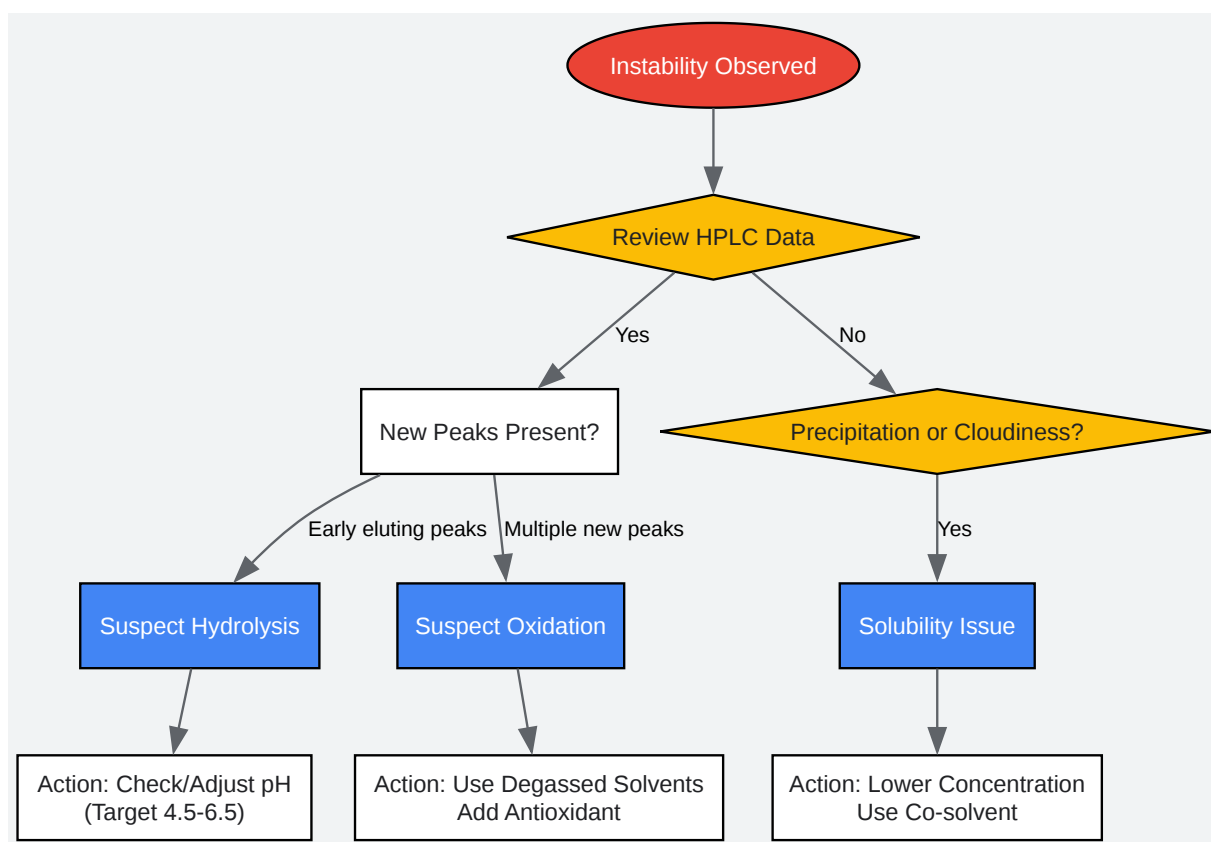 Instability Observed
Review HPLC Data
Yes
No
New Peaks Present?
Precipitation or Cloudiness?
Early eluting peaks
Multiple new peaks
Yes
Suspect Hydrolysis
Suspect Oxidation
Solubility Issue
Action: Check/Adjust pH
(Target 4.5-6.5)
Action: Use Degassed Solvents
Add Antioxidant
Action: Lower Concentration
Use Co-solvent